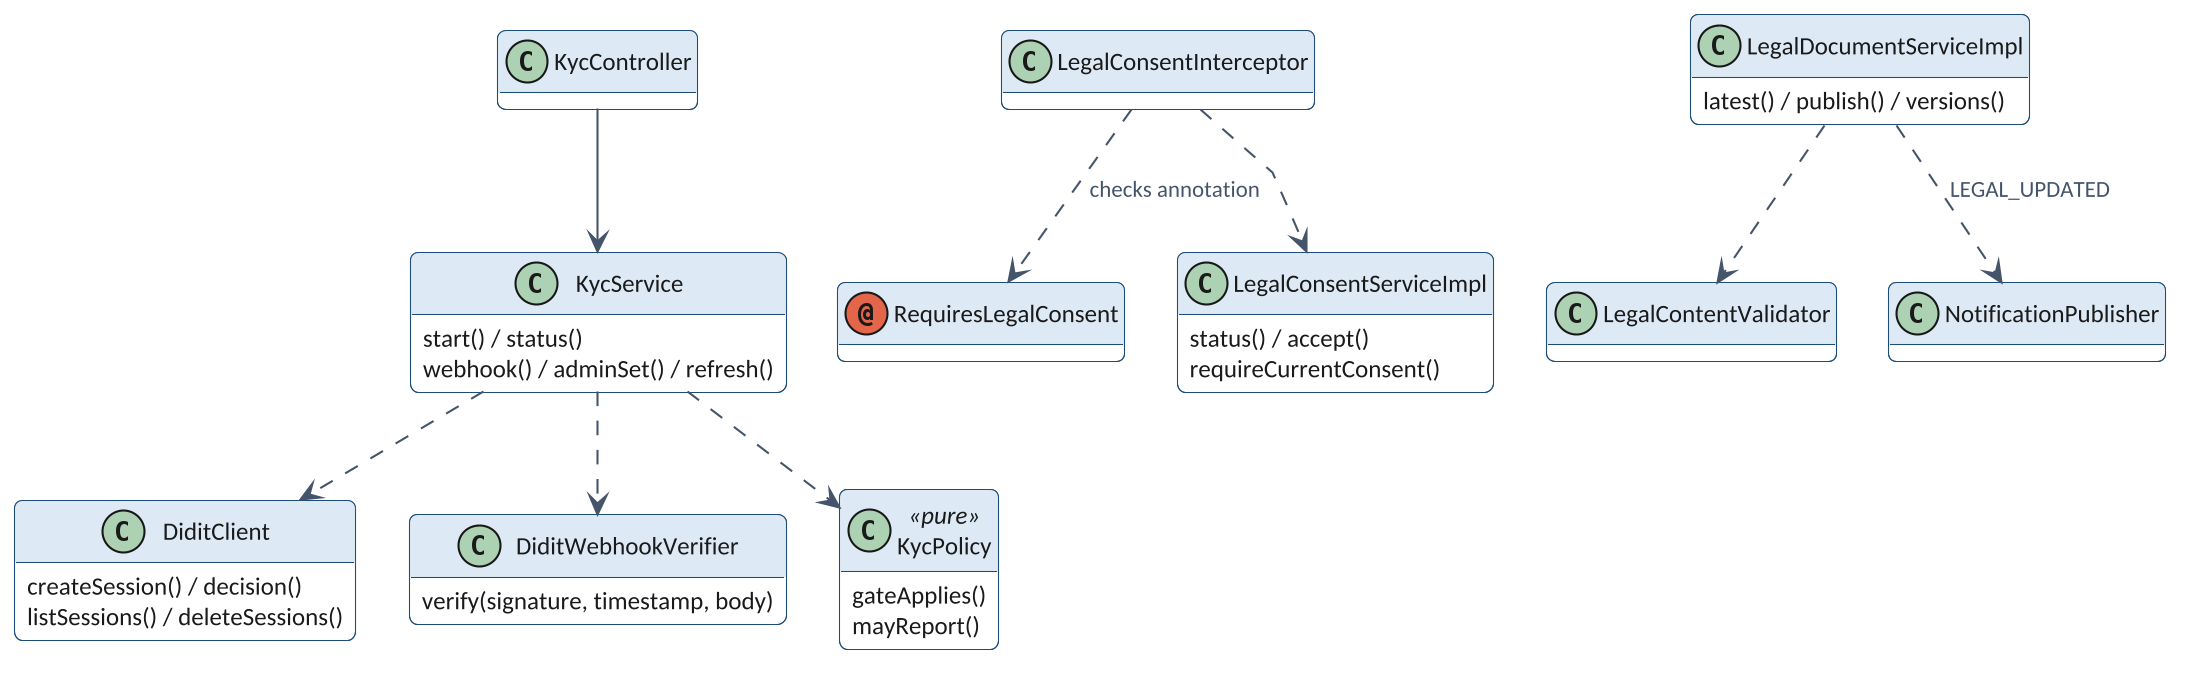 C KycController
C LegalConsentInterceptor
C LegalDocumentServiceImpl
latest() / publish() / versions()
checks annotation
LEGAL_UPDATED
C KycService
start() / status()
webhook() / adminSet() / refresh()
@ RequiresLegalConsent
C LegalConsentServiceImpl
status() / accept()
requireCurrentConsent()
C LegalContentValidator
C NotificationPublisher
C DiditClient
createSession() / decision()
listSessions() / deleteSessions()
C DiditWebhookVerifier
verify(signature, timestamp, body)
C «pure»
KycPolicy
gateApplies()
mayReport()